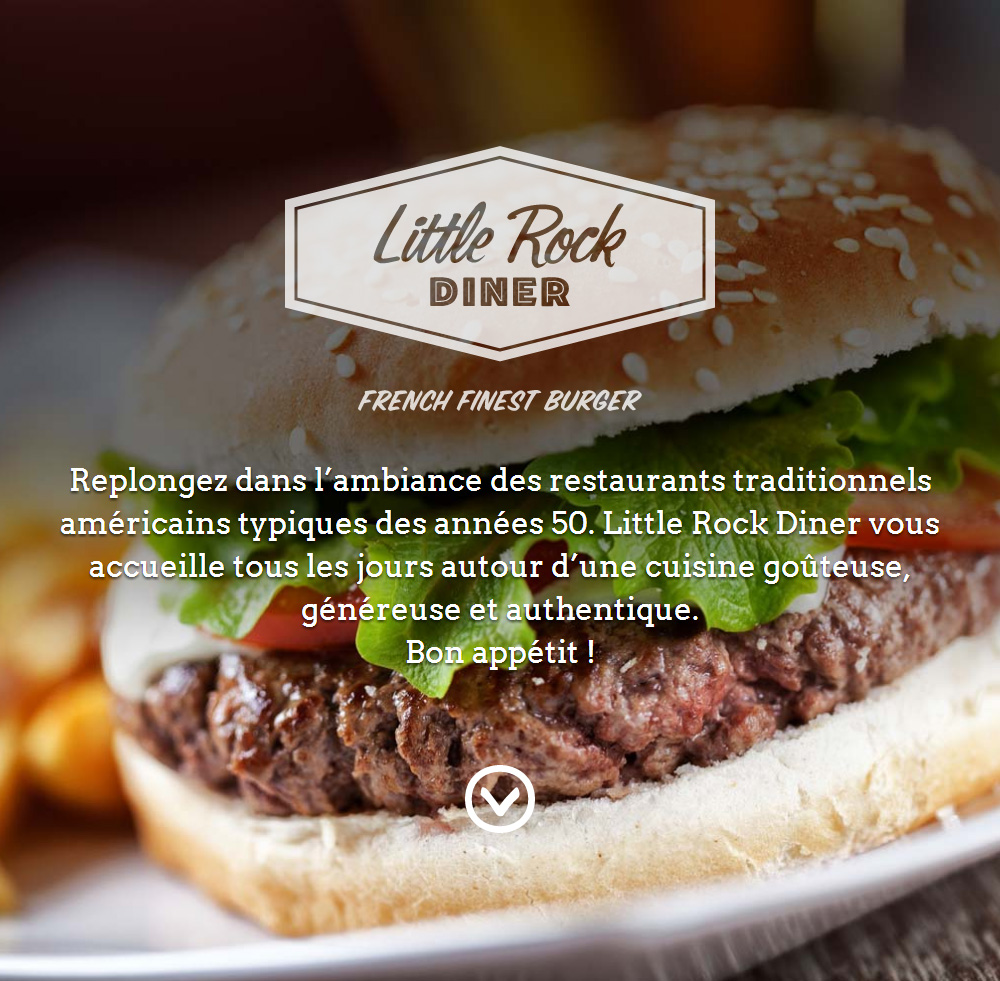 Little Rock
DINER
FRENCH FINEST BURGER
Replongez dans l’ambiance des restaurants traditionnels
américains typiques des années 50. Little Rock Diner vous
accueille tous les jours autour d’une cuisine goûteuse,
généreuse et authentique.
Bon appétit !